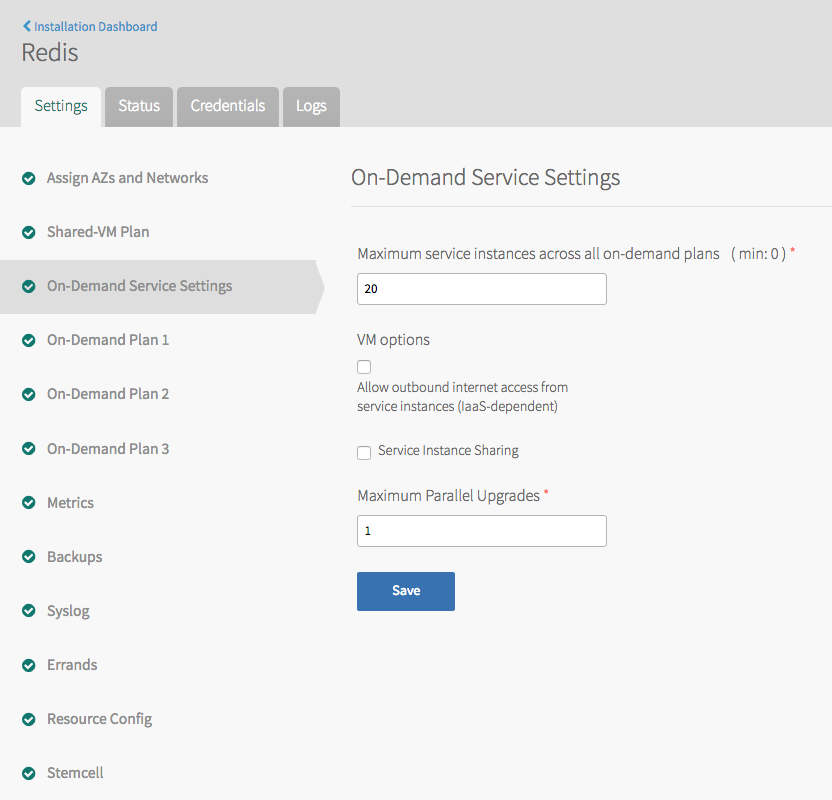 Installation Dashboard
Redis
Settings
Status
Credentials
Logs
Assign AZs and Networks
Shared-VM Plan
On-Demand Service Settings
On-Demand Plan 1
On-Demand Plan 2
On-Demand Plan 3
Metrics
Backups
Syslog
Errands
Resource Config
Stemcell
On-Demand Service Settings
Maximum service instances across all on-demand plans ( min: 0 ) *
20
VM options
Allow outbound internet access from
service instances (IaaS-dependent)
Service Instance Sharing
Maximum Parallel Upgrades *
1
Save